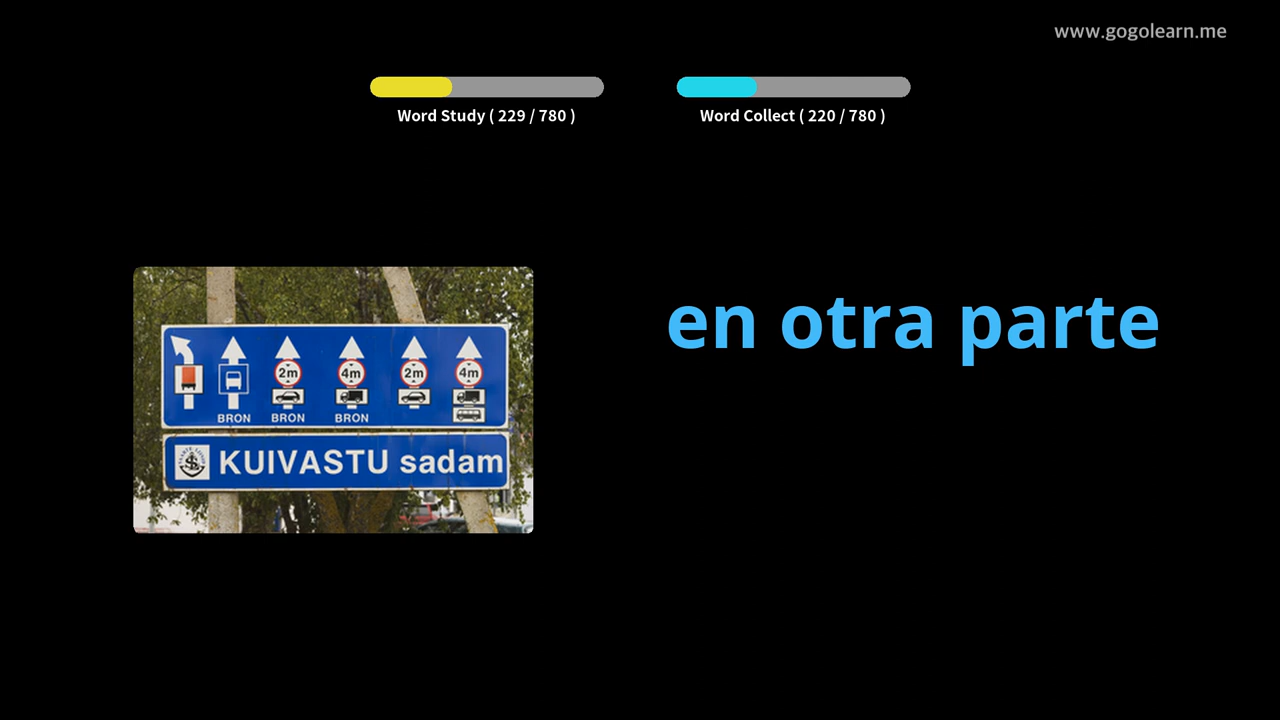 www.gogolearn.me
Word Study ( 229 / 780 )
Word Collect ( 220 / 780 )
en otra parte
2m 4m 2m 4m
BRON BRON BRON
KUIVASTU sadam